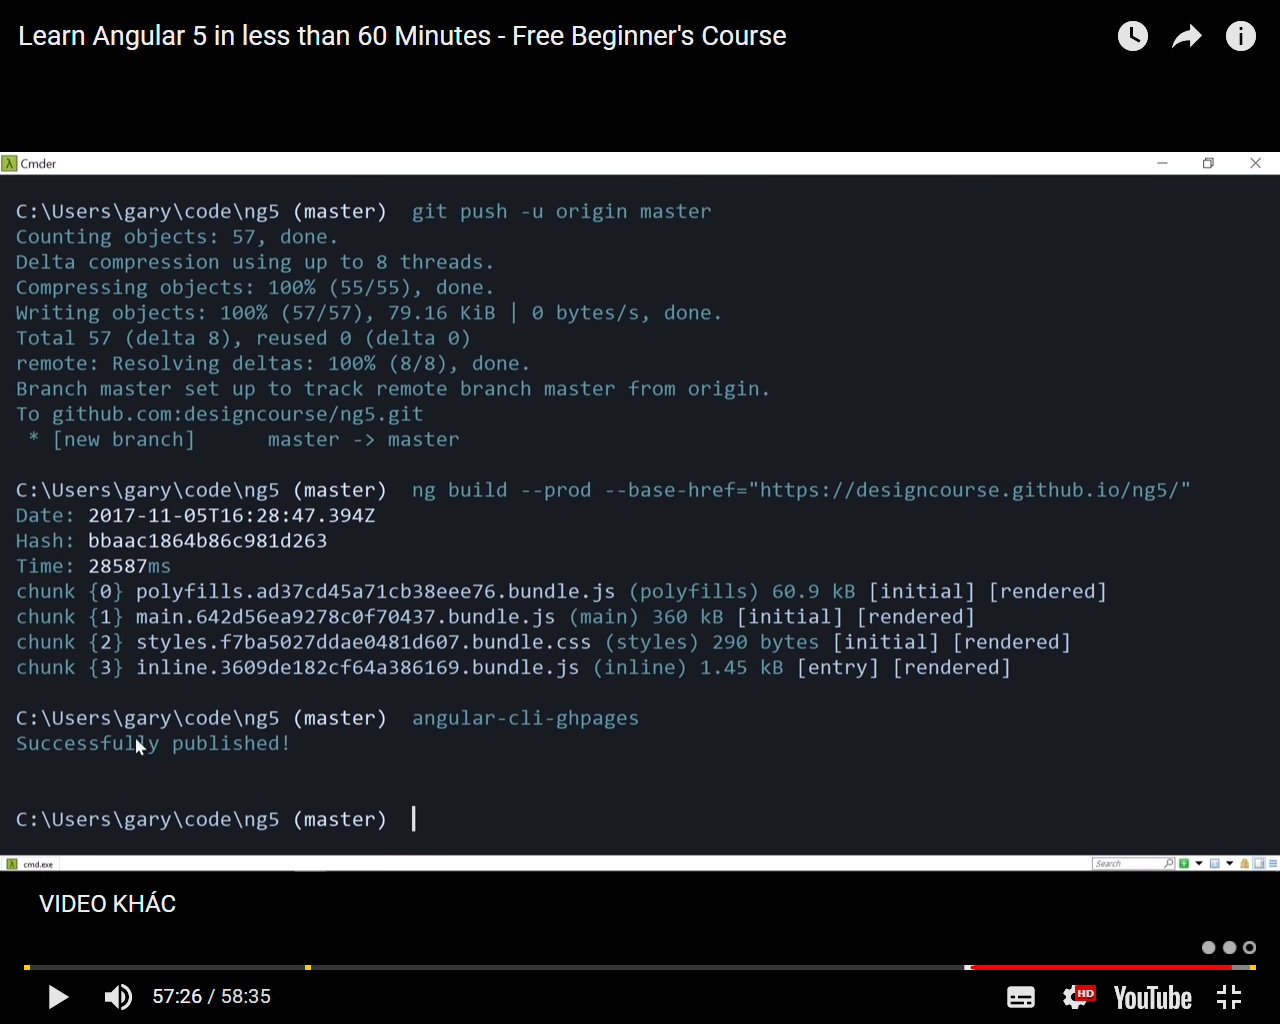 Learn Angular 5 in less than 60 Minutes - Free Beginner's Course
λ Cmder
C:\Users\gary\code\ng5 (master) git push -u origin master
Counting objects: 57, done.
Delta compression using up to 8 threads.
Compressing objects: 100% (55/55), done.
Writing objects: 100% (57/57), 79.16 KiB | 0 bytes/s, done.
Total 57 (delta 8), reused 0 (delta 0)
remote: Resolving deltas: 100% (8/8), done.
Branch master set up to track remote branch master from origin.
To github.com:designcourse/ng5.git
* [new branch] master -> master
C:\Users\gary\code\ng5 (master) ng build --prod --base-href="https://designcourse.github.io/ng5/"
Date: 2017-11-05T16:28:47.394Z
Hash: bbaac1864b86c981d263
Time: 28587ms
chunk {0} polyfills.ad37cd45a71cb38eee76.bundle.js (polyfills) 60.9 kB [initial] [rendered]
chunk {1} main.642d56ea9278c0f70437.bundle.js (main) 360 kB [initial] [rendered]
chunk {2} styles.f7ba5027ddae0481d607.bundle.css (styles) 290 bytes [initial] [rendered]
chunk {3} inline.3609de182cf64a386169.bundle.js (inline) 1.45 kB [entry] [rendered]
C:\Users\gary\code\ng5 (master) angular-cli-ghpages
Successfully published!
C:\Users\gary\code\ng5 (master)
λ cmd.exe
Search
VIDEO KHÁC
57:26 / 58:35
HD
YouTube